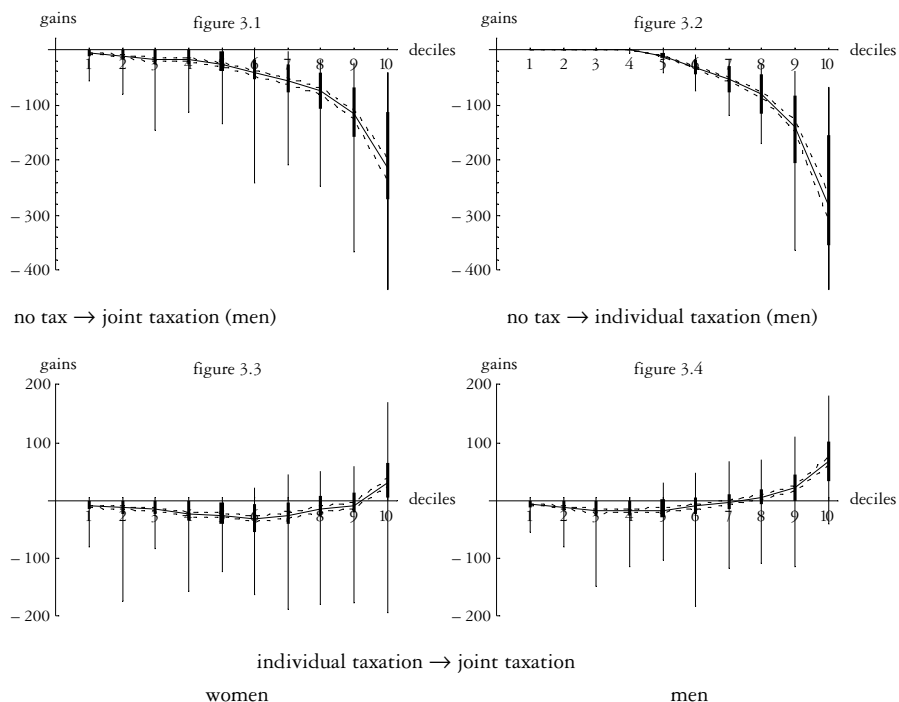 gains figure 3.1
deciles
1 2 3 4 5 6 7 8 9 10
– 100
– 200
– 300
– 400
no tax → joint taxation (men)
gains figure 3.2
deciles
1 2 3 4 5 6 7 8 9 10
– 100
– 200
– 300
– 400
no tax → individual taxation (men)
gains figure 3.3
200
100
deciles
1 2 3 4 5 6 7 8 9 10
– 100
– 200
gains figure 3.4
200
100
deciles
1 2 3 4 5 6 7 8 9 10
– 100
– 200
individual taxation → joint taxation
women men